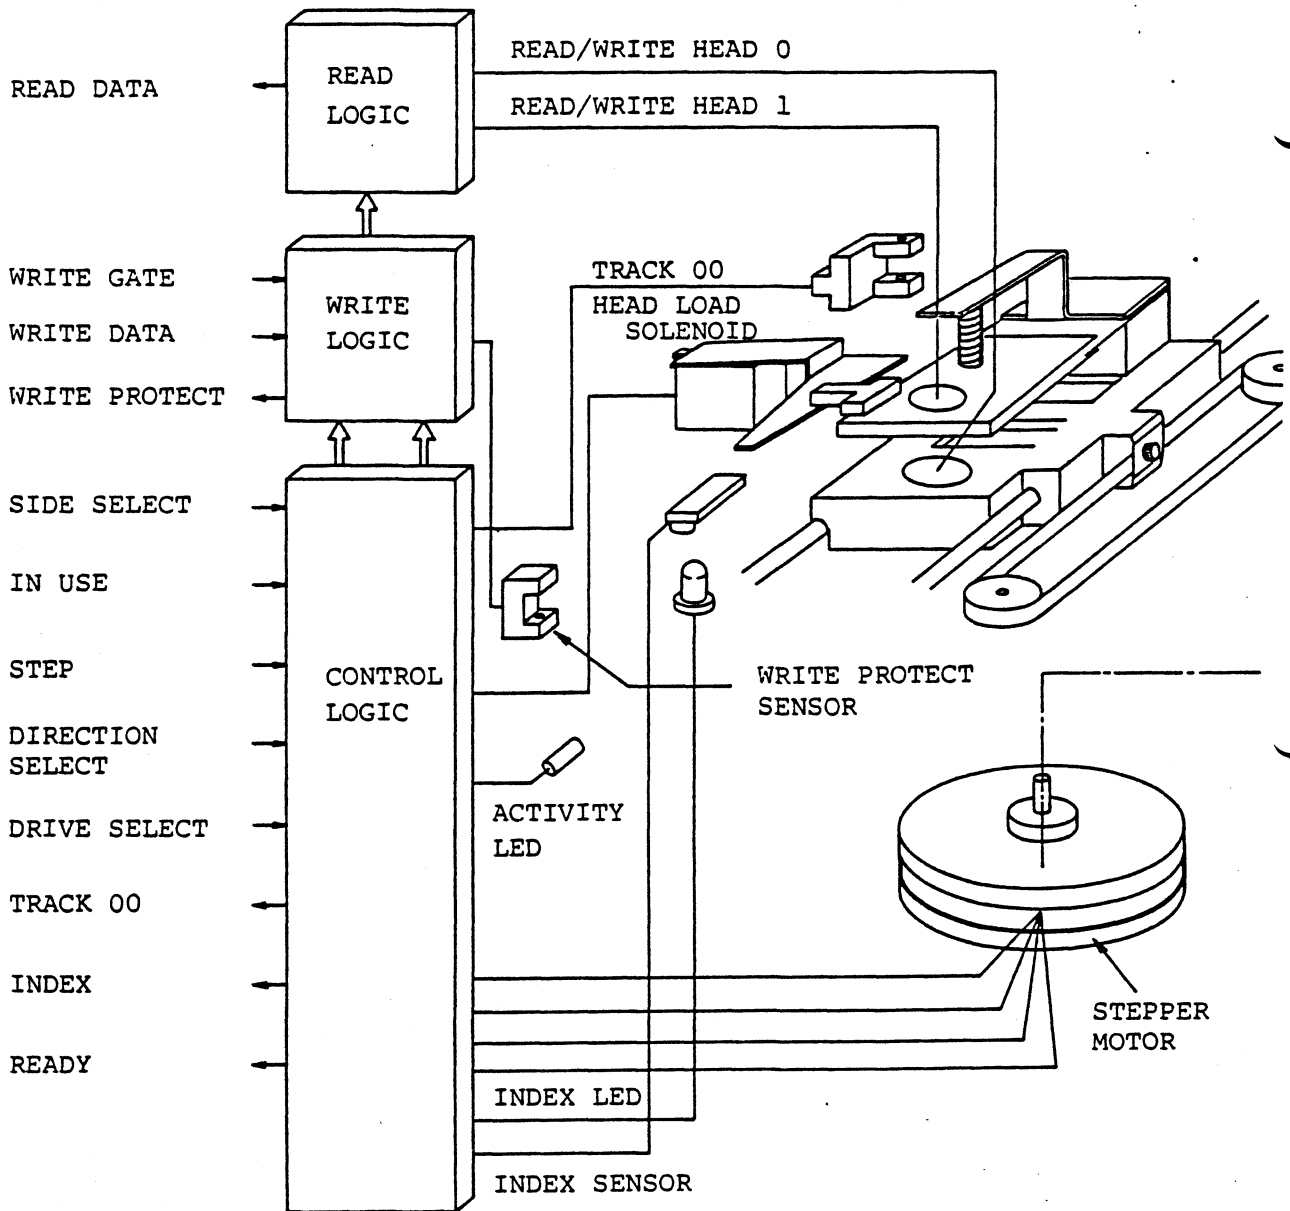 READ DATA
READ
LOGIC
READ/WRITE HEAD 0
READ/WRITE HEAD 1
WRITE GATE
WRITE DATA
WRITE PROTECT
WRITE
LOGIC
TRACK 00
HEAD LOAD
SOLENOID
SIDE SELECT
IN USE
STEP
DIRECTION
SELECT
DRIVE SELECT
TRACK 00
INDEX
READY
CONTROL
LOGIC
WRITE PROTECT
SENSOR
ACTIVITY
LED
STEPPER
MOTOR
INDEX LED
INDEX SENSOR